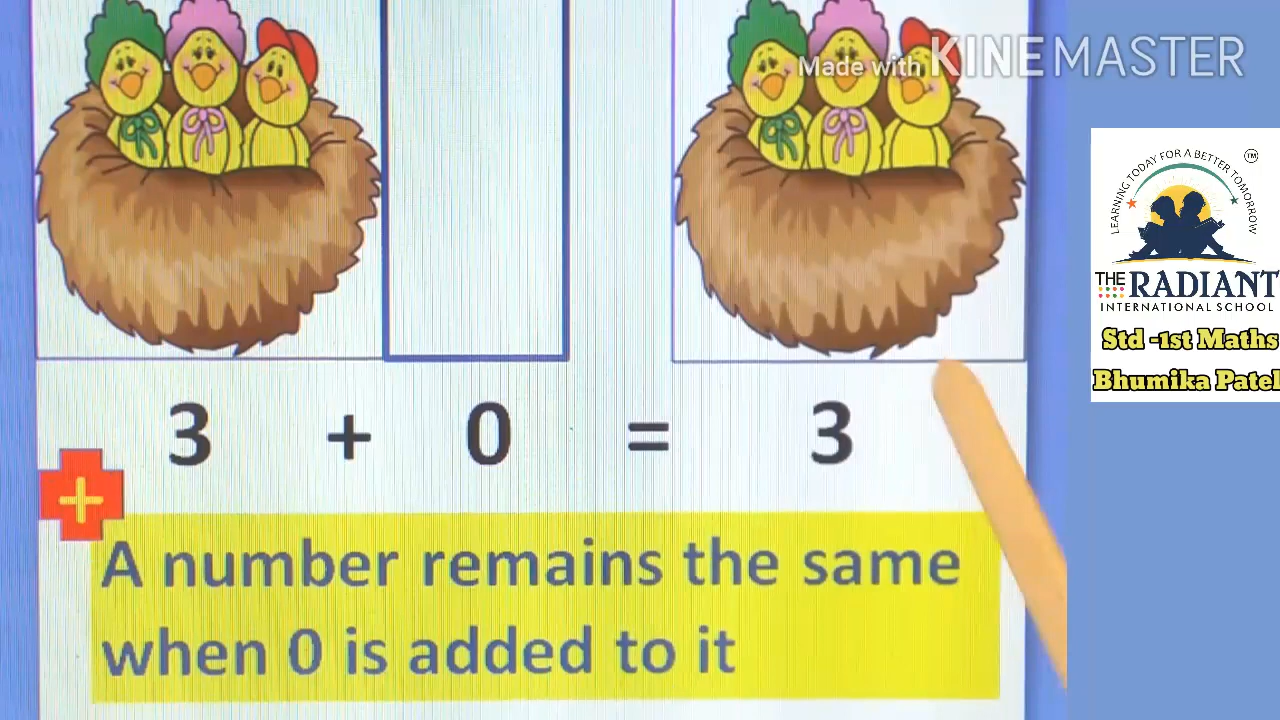 Made with KINEMASTER
LEARNING TODAY FOR A BETTER TOMORROW
TM
THE RADIANT
INTERNATIONAL SCHOOL
Std -1st Maths
Bhumika Patel
3 + 0 = 3
+
A number remains the same
when 0 is added to it